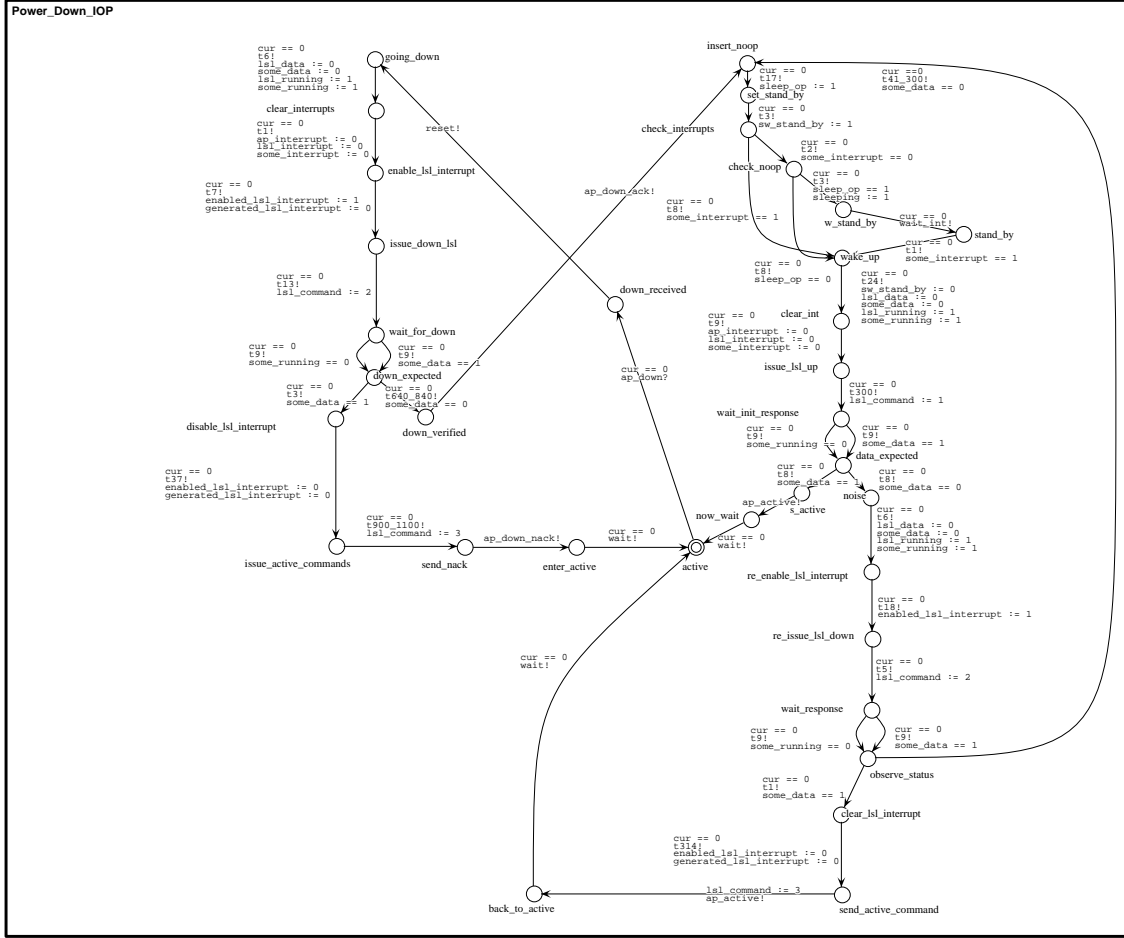 Power_Down_IOP
cur == 0
t6!
lsl_data := 0
some_data := 0
lsl_running := 1
some_running := 1
going_down
clear_interrupts
cur == 0
t1!
ap_interrupt := 0
lsl_interrupt := 0
some_interrupt := 0
enable_lsl_interrupt
cur == 0
t7!
enabled_lsl_interrupt := 1
generated_lsl_interrupt := 0
issue_down_lsl
cur == 0
t13!
lsl_command := 2
wait_for_down
cur == 0
t9!
some_running == 0
cur == 0
t9!
some_data == 1
down_expected
cur == 0
t3!
some_data == 1
cur == 0
t640_840!
some_data == 0
down_verified
disable_lsl_interrupt
cur == 0
t37!
enabled_lsl_interrupt := 0
generated_lsl_interrupt := 0
issue_active_commands
cur == 0
t900_1100!
lsl_command := 3
send_nack
ap_down_nack!
enter_active
cur == 0
wait!
active
reset!
ap_down_ack!
down_received
cur == 0
ap_down?
insert_noop
cur == 0
t17!
sleep_op := 1
cur ==0
t41_300!
some_data == 0
set_stand_by
cur == 0
t3!
sw_stand_by := 1
check_interrupts
cur == 0
t2!
some_interrupt == 0
check_noop
cur == 0
t3!
sleep_op == 1
sleeping := 1
cur == 0
t8!
some_interrupt == 1
w_stand_by
cur == 0
wait_int!
stand_by
cur == 0
t1!
some_interrupt == 1
wake_up
cur == 0
t8!
sleep_op == 0
cur == 0
t24!
sw_stand_by := 0
lsl_data := 0
some_data := 0
lsl_running := 1
some_running := 1
clear_int
cur == 0
t9!
ap_interrupt := 0
lsl_interrupt := 0
some_interrupt := 0
issue_lsl_up
cur == 0
t300!
lsl_command := 1
wait_init_response
cur == 0
t9!
some_running == 0
cur == 0
t9!
some_data == 1
data_expected
cur == 0
t8!
some_data == 1
cur == 0
t8!
some_data == 0
s_active
noise
ap_active!
now_wait
cur == 0
wait!
cur == 0
t6!
lsl_data := 0
some_data := 0
lsl_running := 1
some_running := 1
re_enable_lsl_interrupt
cur == 0
t18!
enabled_lsl_interrupt := 1
re_issue_lsl_down
cur == 0
t5!
lsl_command := 2
wait_response
cur == 0
t9!
some_running == 0
cur == 0
t9!
some_data == 1
observe_status
cur == 0
t1!
some_data == 1
clear_lsl_interrupt
cur == 0
t314!
enabled_lsl_interrupt := 0
generated_lsl_interrupt := 0
send_active_command
lsl_command := 3
ap_active!
back_to_active
cur == 0
wait!